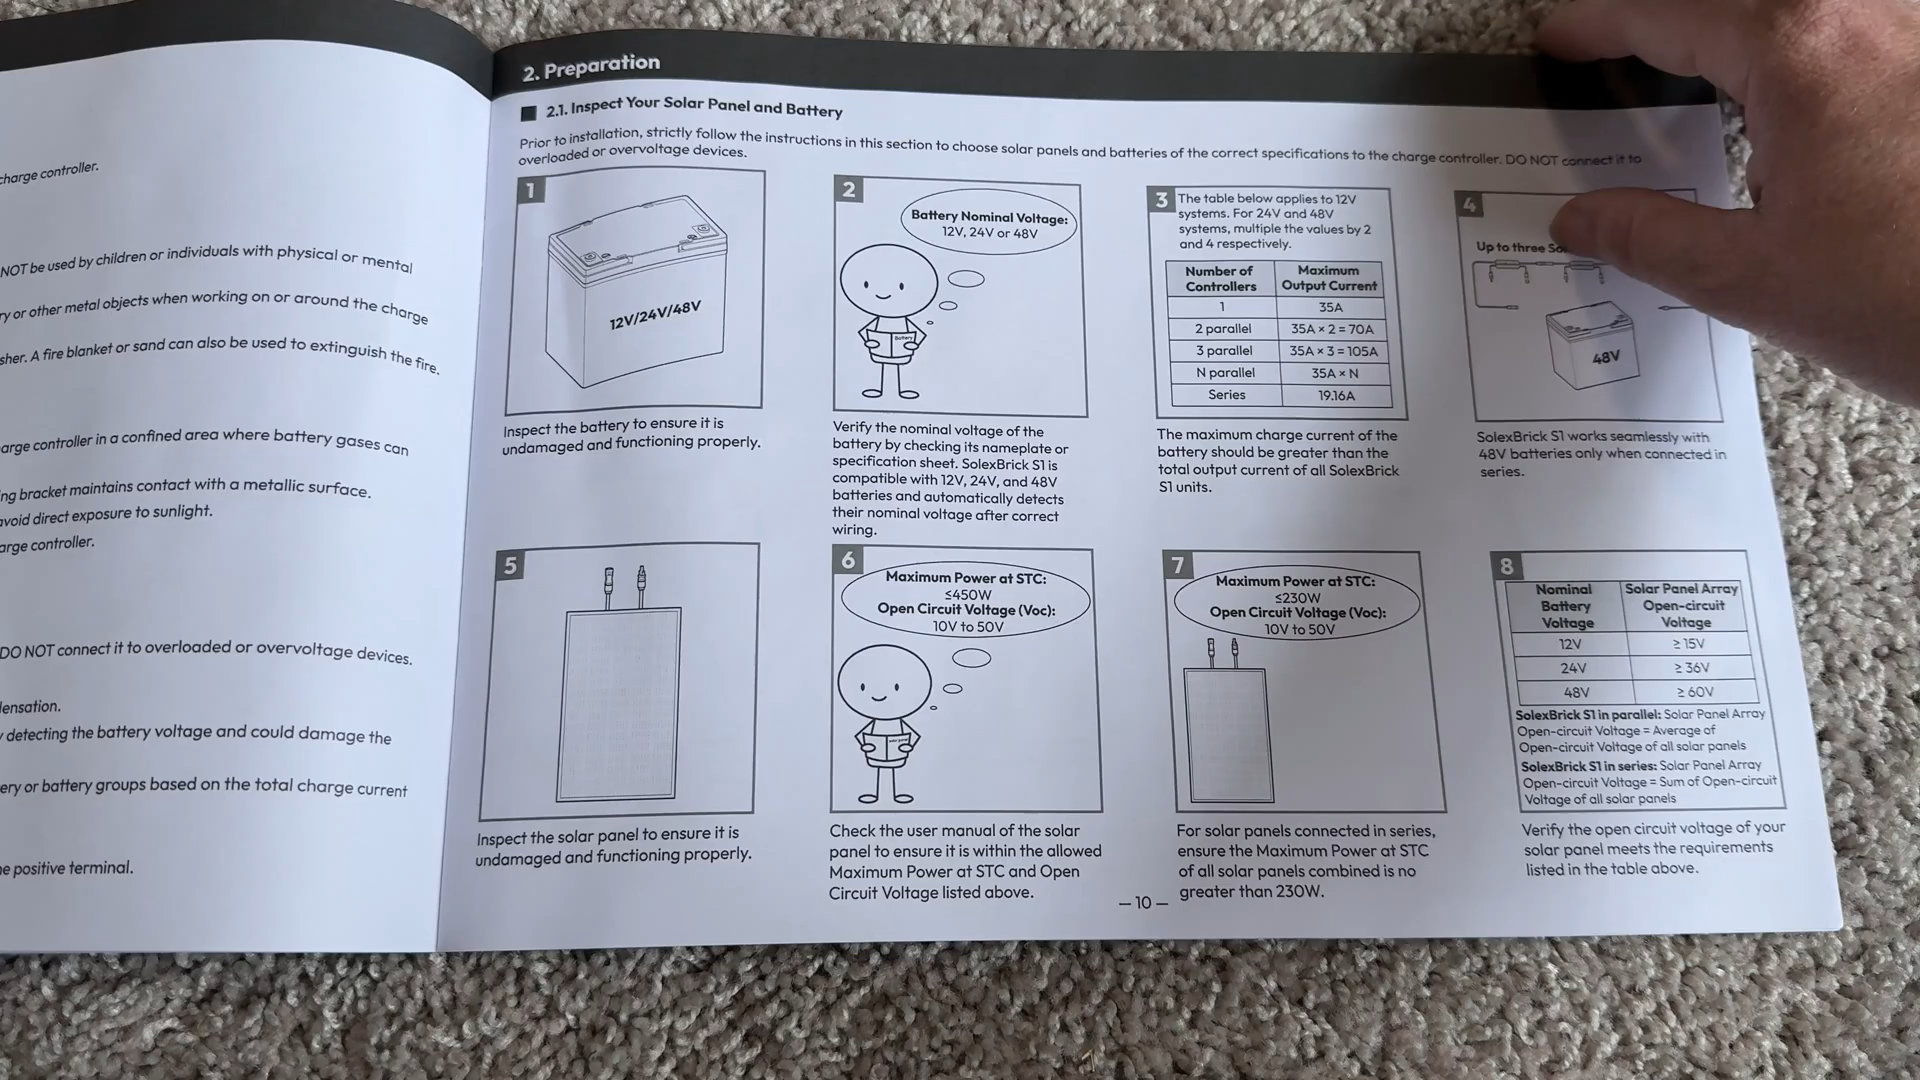 charge controller.
NOT be used by children or individuals with physical or mental
ry or other metal objects when working on or around the charge
sher. A fire blanket or sand can also be used to extinguish the fire.
arge controller in a confined area where battery gases can
ng bracket maintains contact with a metallic surface.
avoid direct exposure to sunlight.
arge controller.
DO NOT connect it to overloaded or overvoltage devices.
lensation.
y detecting the battery voltage and could damage the
ery or battery groups based on the total charge current
e positive terminal.
2. Preparation
2.1. Inspect Your Solar Panel and Battery
Prior to installation, strictly follow the instructions in this section to choose solar panels and batteries of the correct specifications to the charge controller. DO NOT connect it to
overloaded or overvoltage devices.
1
12V/24V/48V
Inspect the battery to ensure it is
undamaged and functioning properly.
2
Battery Nominal Voltage:
12V, 24V or 48V
Battery
Verify the nominal voltage of the
battery by checking its nameplate or
specification sheet. SolexBrick S1 is
compatible with 12V, 24V, and 48V
batteries and automatically detects
their nominal voltage after correct
wiring.
3
The table below applies to 12V
systems. For 24V and 48V
systems, multiple the values by 2
and 4 respectively.
Number of Controllers Maximum Output Current
1 35A
2 parallel 35A × 2 = 70A
3 parallel 35A × 3 = 105A
N parallel 35A × N
Series 19.16A
The maximum charge current of the
battery should be greater than the
total output current of all SolexBrick
S1 units.
4
Up to three So
48V
SolexBrick S1 works seamlessly with
48V batteries only when connected in
series.
5
Inspect the solar panel to ensure it is
undamaged and functioning properly.
6
Maximum Power at STC:
≤450W
Open Circuit Voltage (Voc):
10V to 50V
Check the user manual of the solar
panel to ensure it is within the allowed
Maximum Power at STC and Open
Circuit Voltage listed above.
7
Maximum Power at STC:
≤230W
Open Circuit Voltage (Voc):
10V to 50V
For solar panels connected in series,
ensure the Maximum Power at STC
of all solar panels combined is no
greater than 230W.
8
Nominal Battery Voltage Solar Panel Array Open-circuit Voltage
12V ≥ 15V
24V ≥ 36V
48V ≥ 60V
SolexBrick S1 in parallel: Solar Panel Array
Open-circuit Voltage = Average of
Open-circuit Voltage of all solar panels
SolexBrick S1 in series: Solar Panel Array
Open-circuit Voltage = Sum of Open-circuit
Voltage of all solar panels
Verify the open circuit voltage of your
solar panel meets the requirements
listed in the table above.
— 10 —